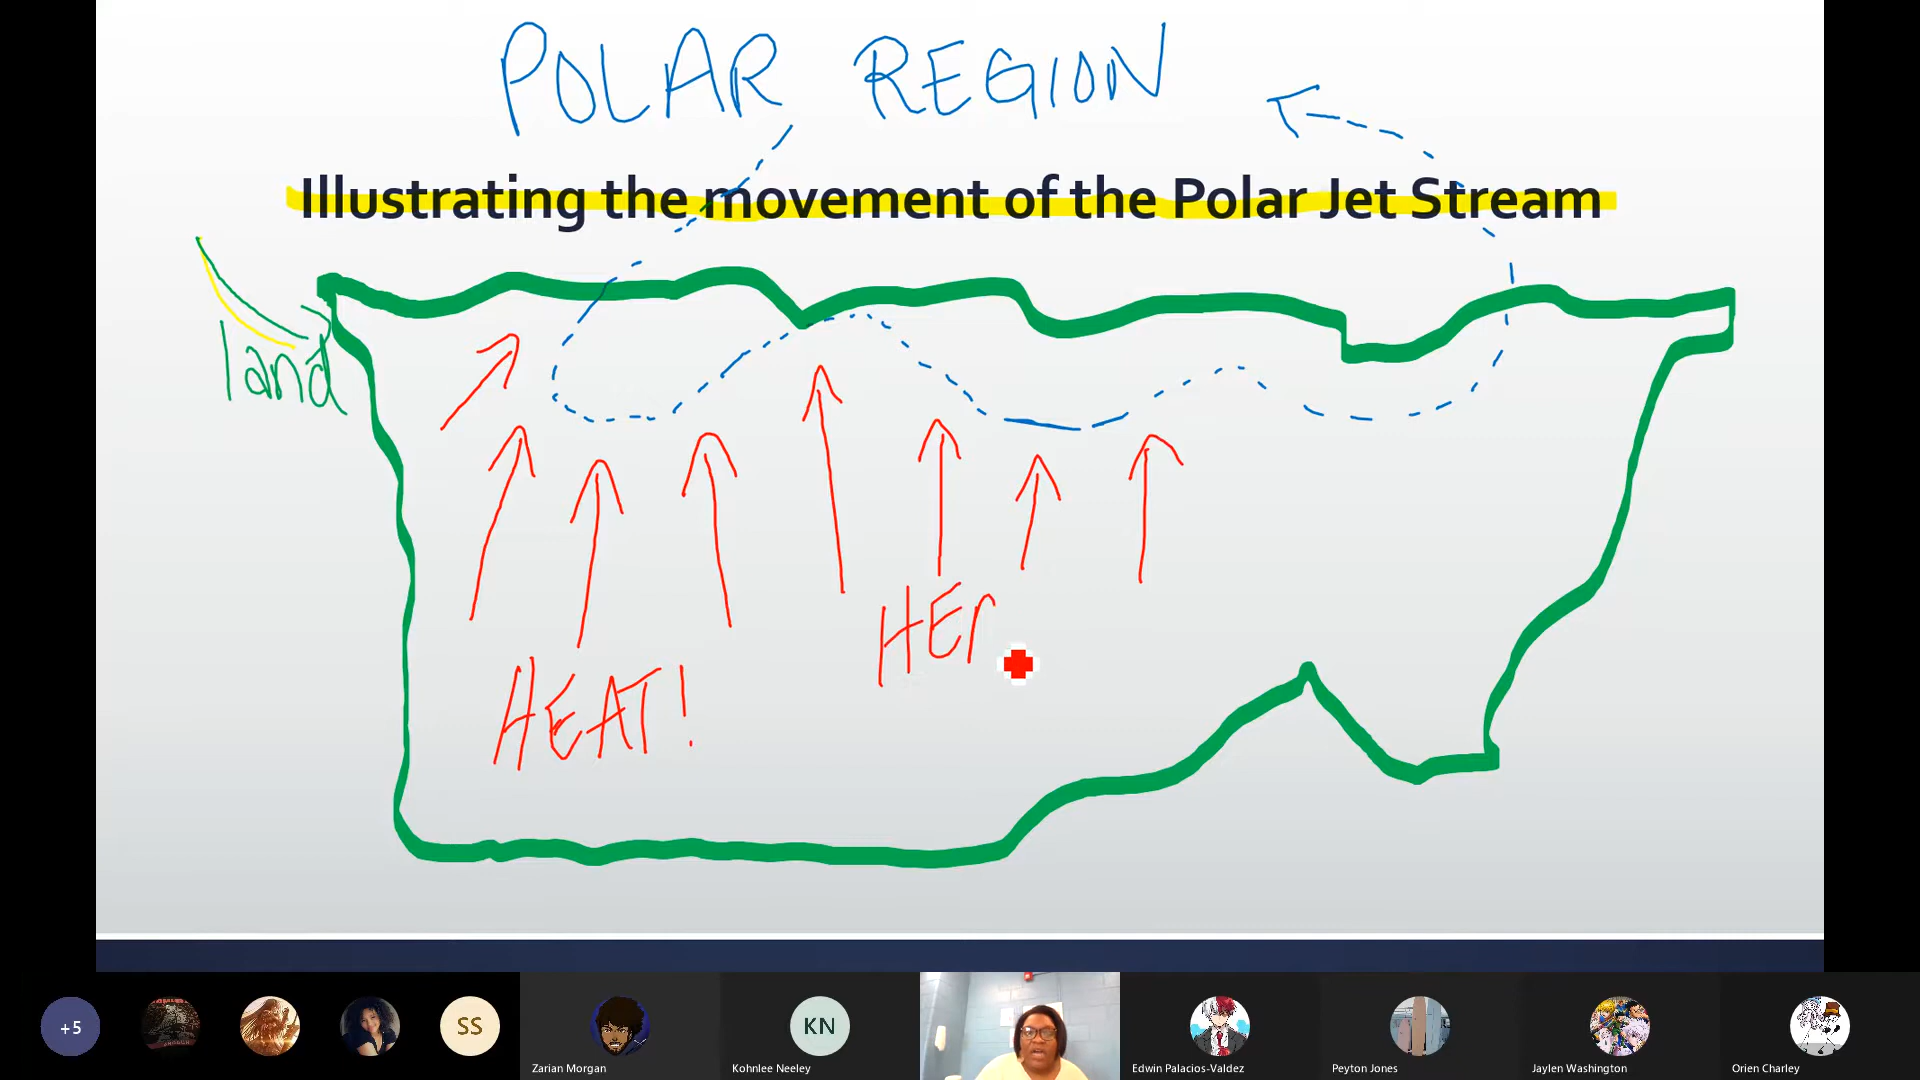 POLAR REGION
Illustrating the movement of the Polar Jet Stream
land
HEAT!
HEr
+5
SS
KN
Zarian Morgan
Kohnlee Neeley
Edwin Palacios-Valdez
Peyton Jones
Jaylen Washington
Orien Charley